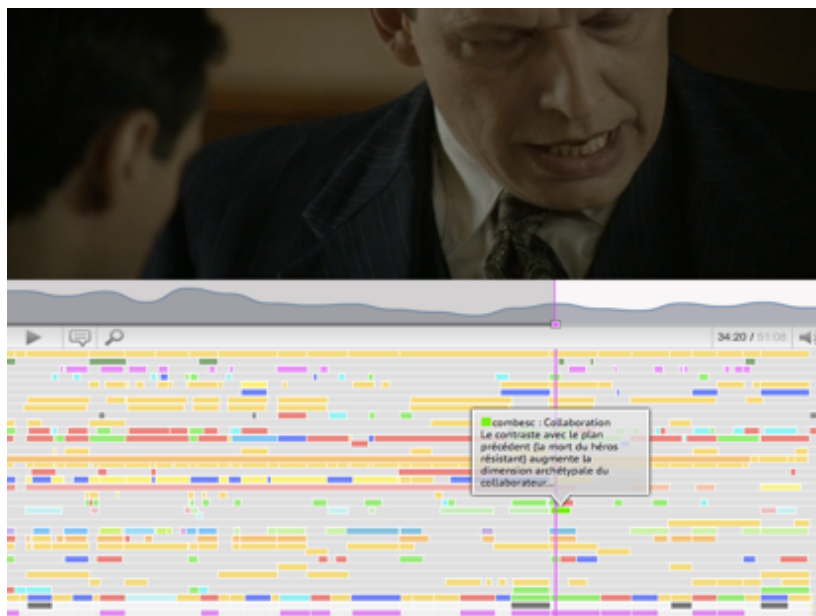 34:20 / 51:08
combesc : Collaboration
Le contraste avec le plan
précédent (la mort du héros
résistant) augmente la
dimension archétypale du
collaborateur...